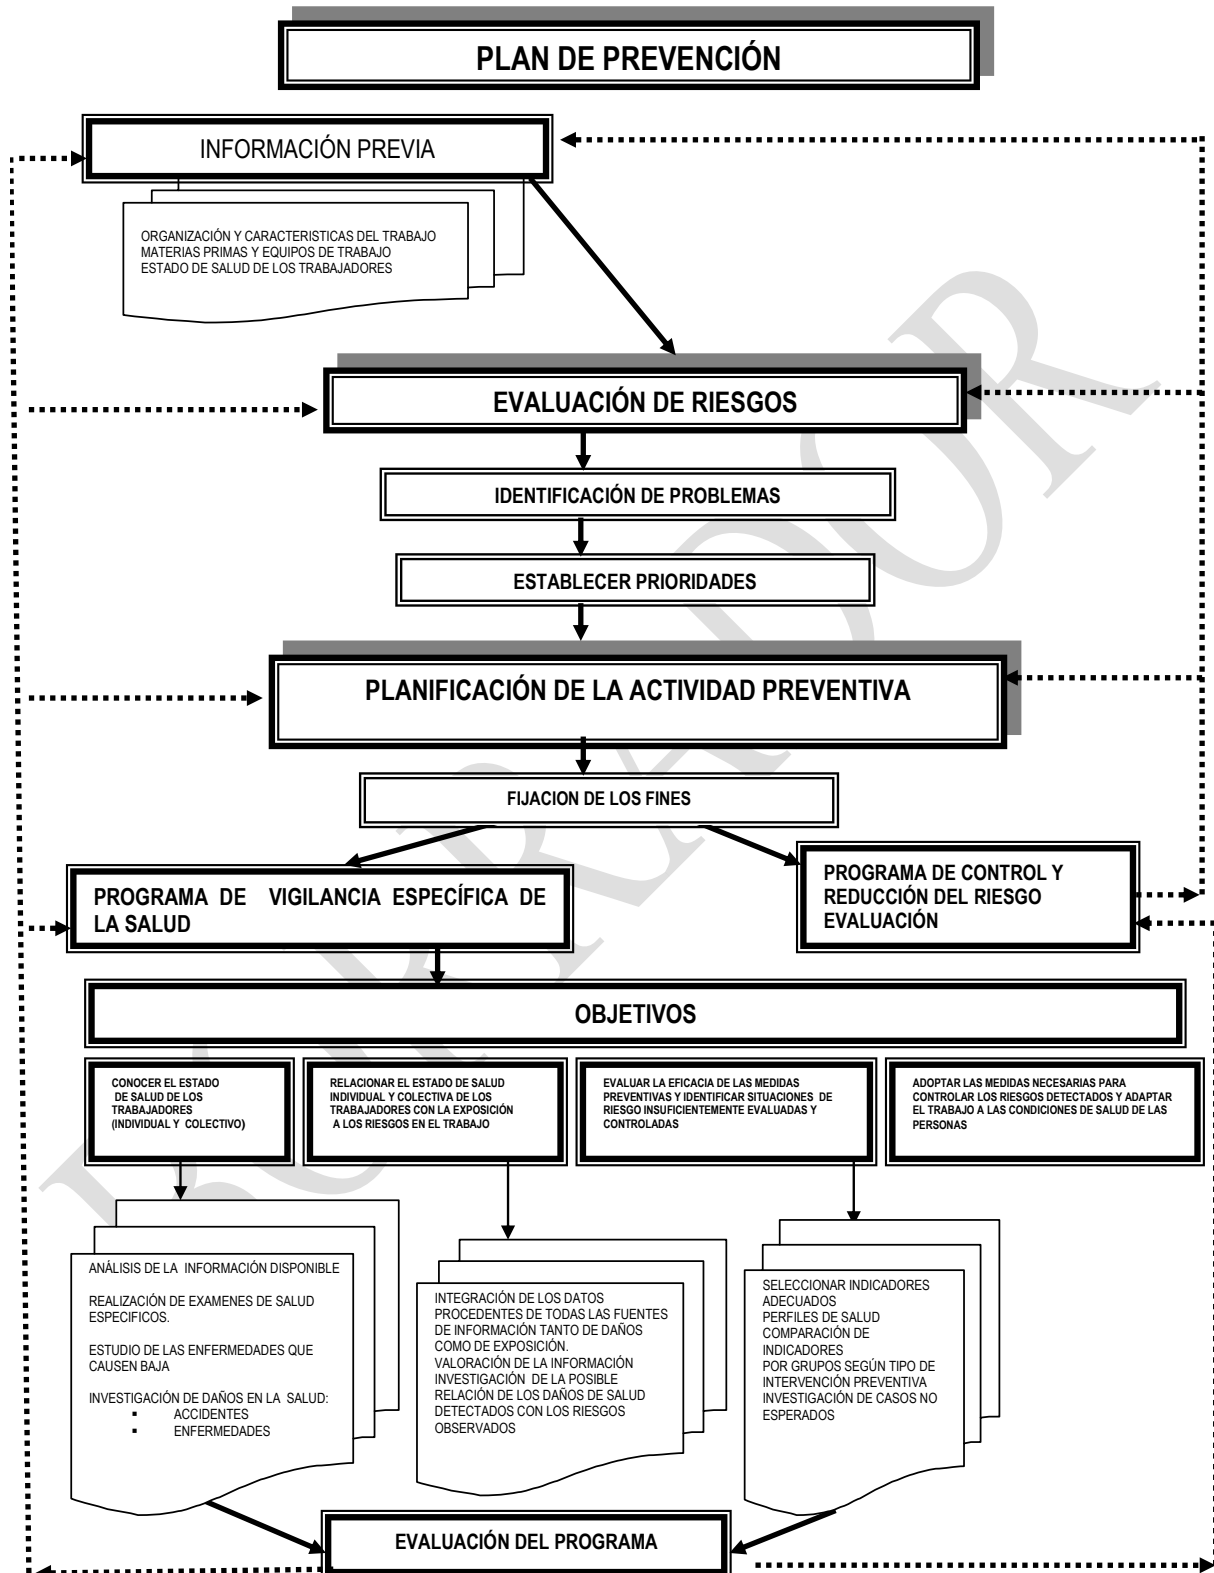 PLAN DE PREVENCIÓN
INFORMACIÓN PREVIA
ORGANIZACIÓN Y CARACTERISTICAS DEL TRABAJO
MATERIAS PRIMAS Y EQUIPOS DE TRABAJO
ESTADO DE SALUD DE LOS TRABAJADORES
EVALUACIÓN DE RIESGOS
IDENTIFICACIÓN DE PROBLEMAS
ESTABLECER PRIORIDADES
PLANIFICACIÓN DE LA ACTIVIDAD PREVENTIVA
FIJACION DE LOS FINES
PROGRAMA DE VIGILANCIA ESPECÍFICA DE
LA SALUD
PROGRAMA DE CONTROL Y
REDUCCIÓN DEL RIESGO
EVALUACIÓN
OBJETIVOS
CONOCER EL ESTADO
DE SALUD DE LOS
TRABAJADORES
(INDIVIDUAL Y COLECTIVO)
RELACIONAR EL ESTADO DE SALUD
INDIVIDUAL Y COLECTIVA DE LOS
TRABAJADORES CON LA EXPOSICIÓN
A LOS RIESGOS EN EL TRABAJO
EVALUAR LA EFICACIA DE LAS MEDIDAS
PREVENTIVAS Y IDENTIFICAR SITUACIONES DE
RIESGO INSUFICIENTEMENTE EVALUADAS Y
CONTROLADAS
ADOPTAR LAS MEDIDAS NECESARIAS PARA
CONTROLAR LOS RIESGOS DETECTADOS Y ADAPTAR
EL TRABAJO A LAS CONDICIONES DE SALUD DE LAS
PERSONAS
ANÁLISIS DE LA INFORMACIÓN DISPONIBLE
REALIZACIÓN DE EXAMENES DE SALUD
ESPECIFICOS.
ESTUDIO DE LAS ENFERMEDADES QUE
CAUSEN BAJA
INVESTIGACIÓN DE DAÑOS EN LA SALUD:
▪ ACCIDENTES
▪ ENFERMEDADES
INTEGRACIÓN DE LOS DATOS
PROCEDENTES DE TODAS LAS FUENTES
DE INFORMACIÓN TANTO DE DAÑOS
COMO DE EXPOSICIÓN.
VALORACIÓN DE LA INFORMACIÓN
INVESTIGACIÓN DE LA POSIBLE
RELACIÓN DE LOS DAÑOS DE SALUD
DETECTADOS CON LOS RIESGOS
OBSERVADOS
SELECCIONAR INDICADORES
ADECUADOS
PERFILES DE SALUD
COMPARACIÓN DE
INDICADORES
POR GRUPOS SEGÚN TIPO DE
INTERVENCIÓN PREVENTIVA
INVESTIGACIÓN DE CASOS NO
ESPERADOS
EVALUACIÓN DEL PROGRAMA
BORRADOR